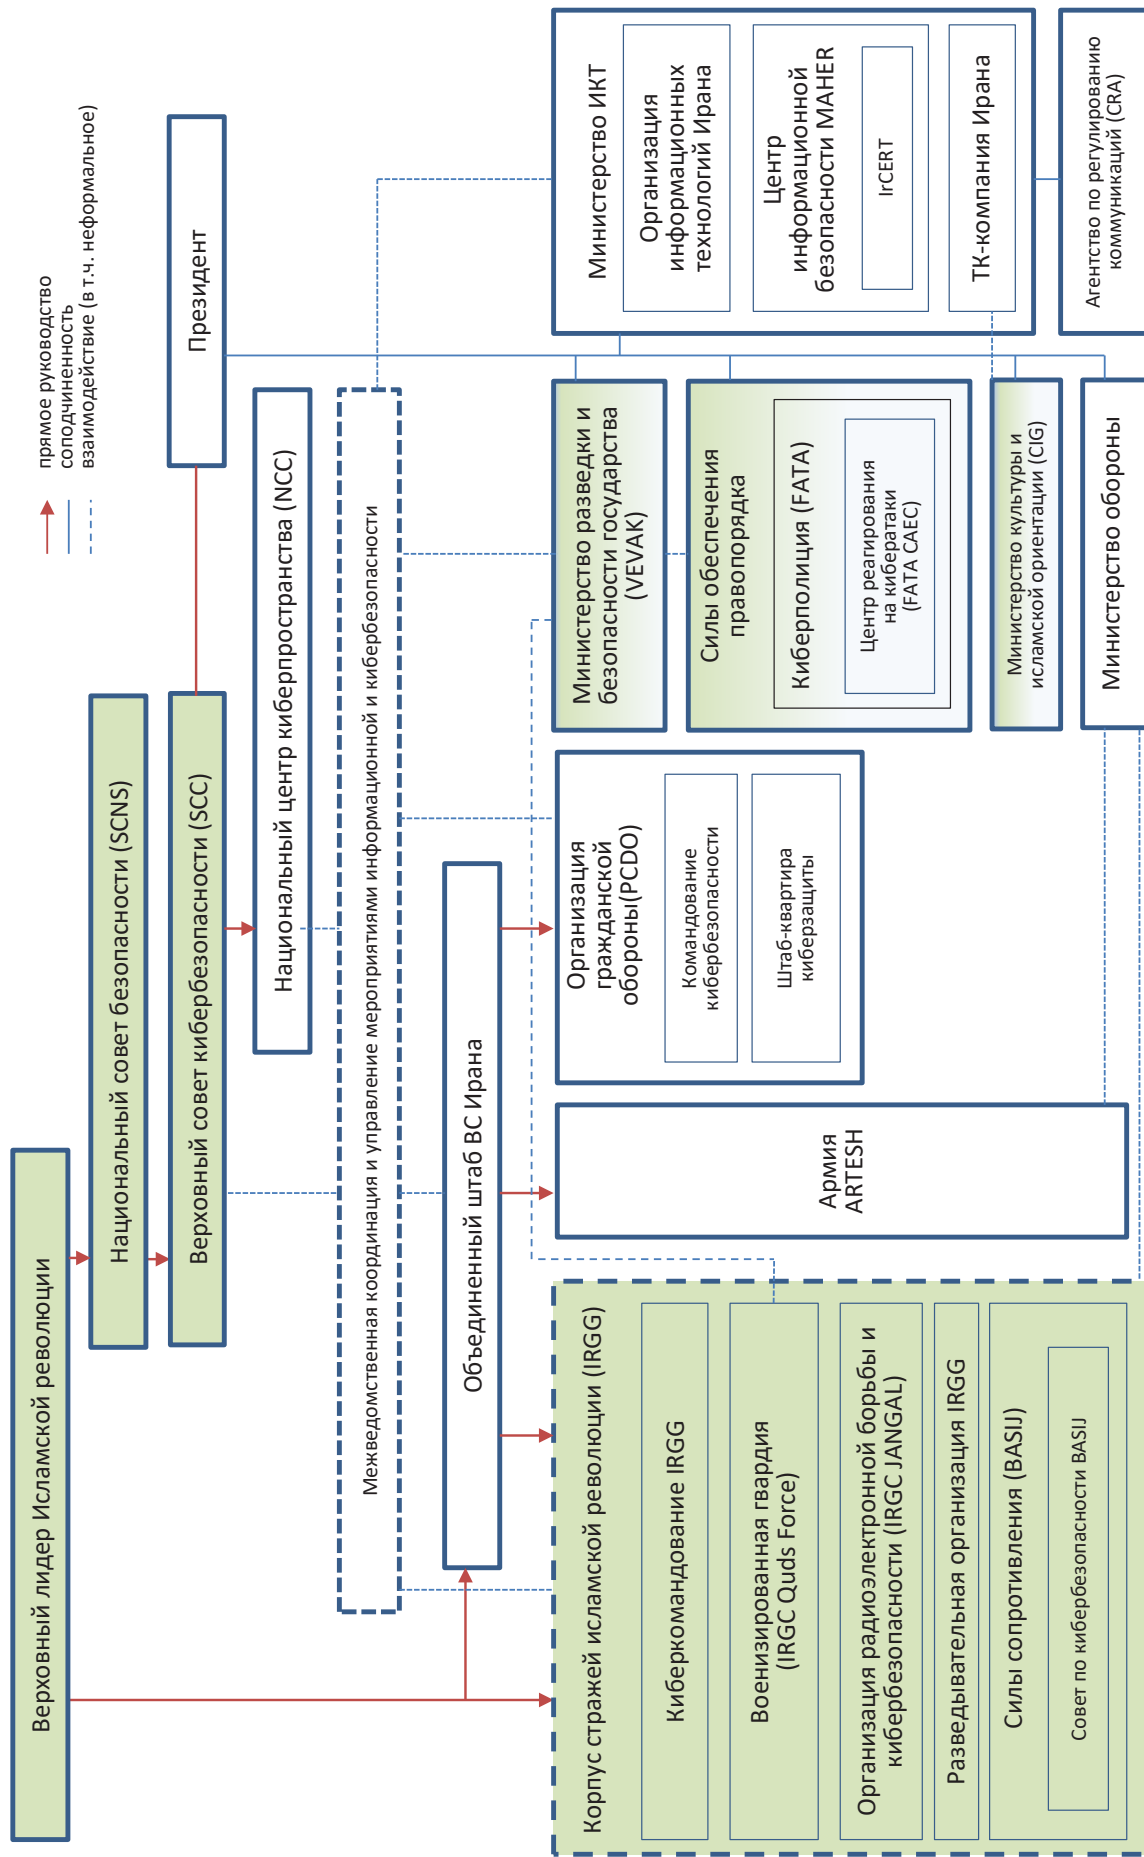 прямое руководство
соподчиненность
взаимодействие (в т.ч. неформальное)
Верховный лидер Исламской революции
Национальный совет безопасности (SCNS)
Верховный совет кибербезопасности (SCC)
Президент
Национальный центр киберпространства (NCC)
Межведомственная координация и управление мероприятиями информационной и кибербезопасности
Объединенный штаб ВС Ирана
Корпус стражей исламской революции (IRGG)
Киберкомандование IRGG
Военизированная гвардия
(IRGC Quds Force)
Организация радиоэлектронной борьбы и
кибербезопасности (IRGC JANGAL)
Разведывательная организация IRGG
Силы сопротивления (BASIJ)
Совет по кибербезопасности BASIJ
Армия
ARTESH
Организация
гражданской
обороны(PCDO)
Командование
кибербезопасности
Штаб-квартира
киберзащиты
Министерство разведки и
безопасности государства
(VEVAK)
Силы обеспечения
правопорядка
Киберполиция (FATA)
Центр реагирования
на кибератаки
(FATA CAEC)
Министерство культуры и
исламской ориентации (CIG)
Министерство обороны
Министерство ИКТ
Организация
информационных
технологий Ирана
Центр
информационной
безопасности MAHER
IrCERT
ТК-компания Ирана
Агентство по регулированию
коммуникаций (CRA)